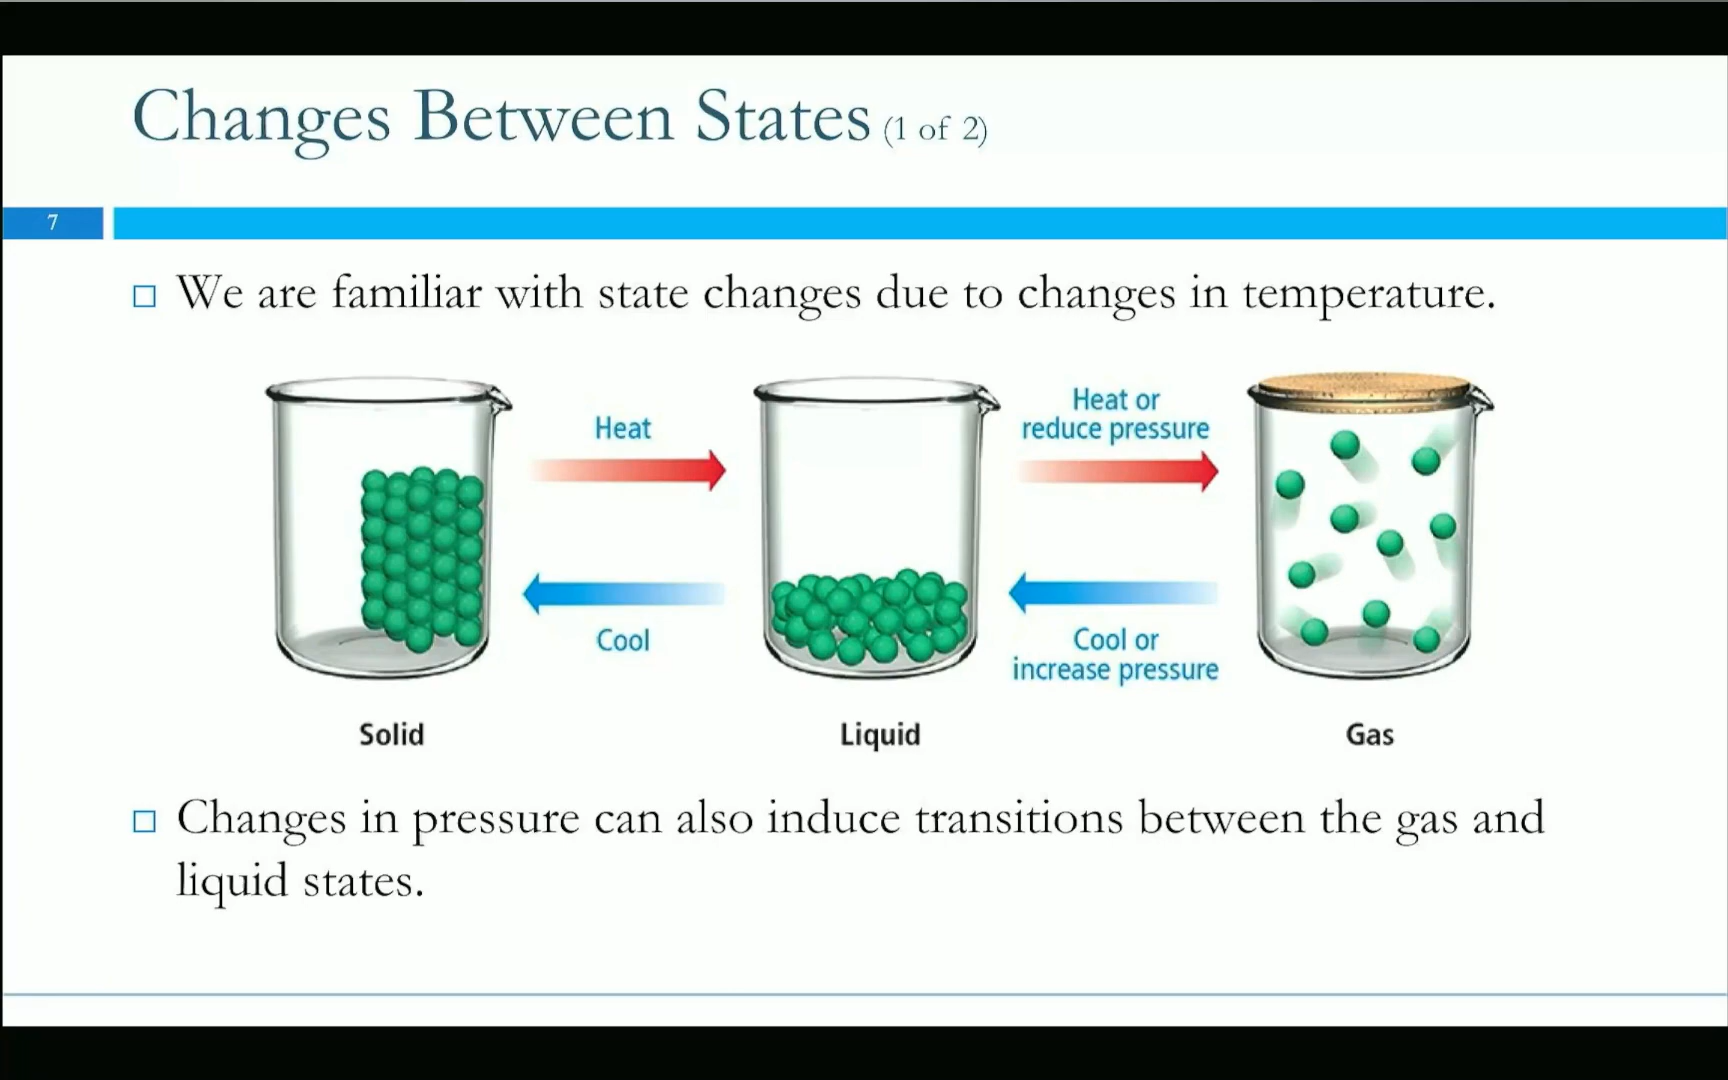 Changes Between States (1 of 2)
7
We are familiar with state changes due to changes in temperature.
Heat
Heat or
reduce pressure
Cool
Cool or
increase pressure
Solid
Liquid
Gas
Changes in pressure can also induce transitions between the gas and
liquid states.